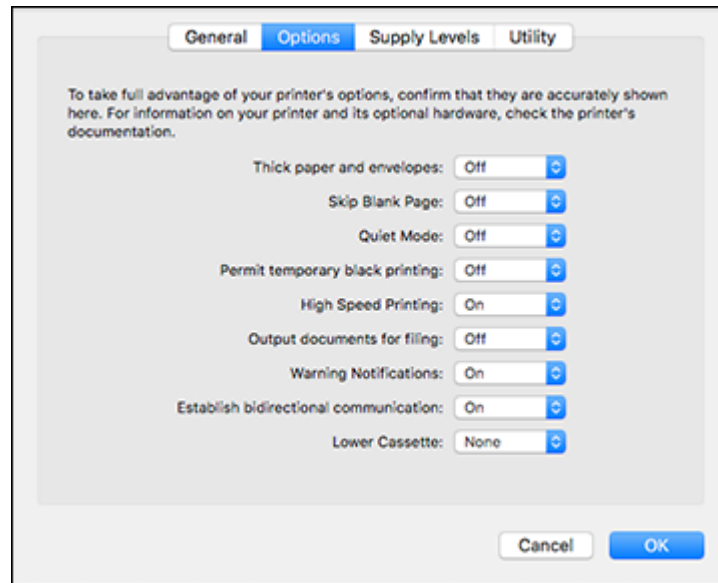 General Options Supply Levels Utility
To take full advantage of your printer's options, confirm that they are accurately shown
here. For information on your printer and its optional hardware, check the printer's
documentation.
Thick paper and envelopes: Off
Skip Blank Page: Off
Quiet Mode: Off
Permit temporary black printing: Off
High Speed Printing: On
Output documents for filing: Off
Warning Notifications: On
Establish bidirectional communication: On
Lower Cassette: None
Cancel OK